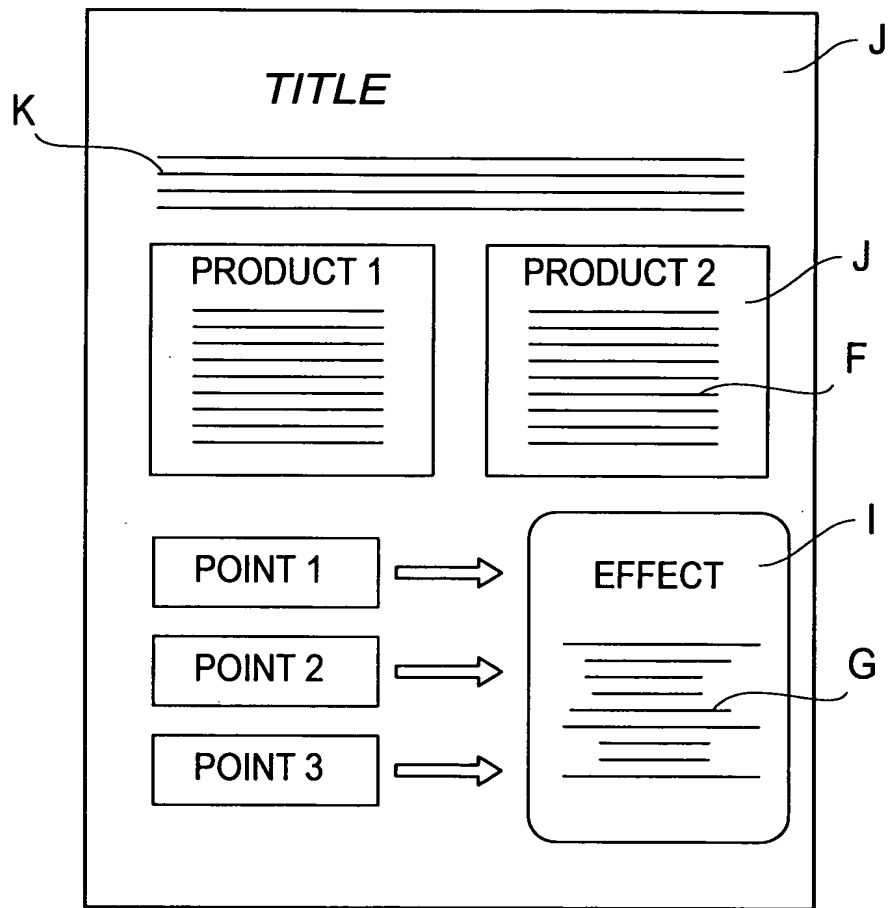 J
TITLE
K
PRODUCT 1
PRODUCT 2
J
F
POINT 1
EFFECT
I
POINT 2
G
POINT 3